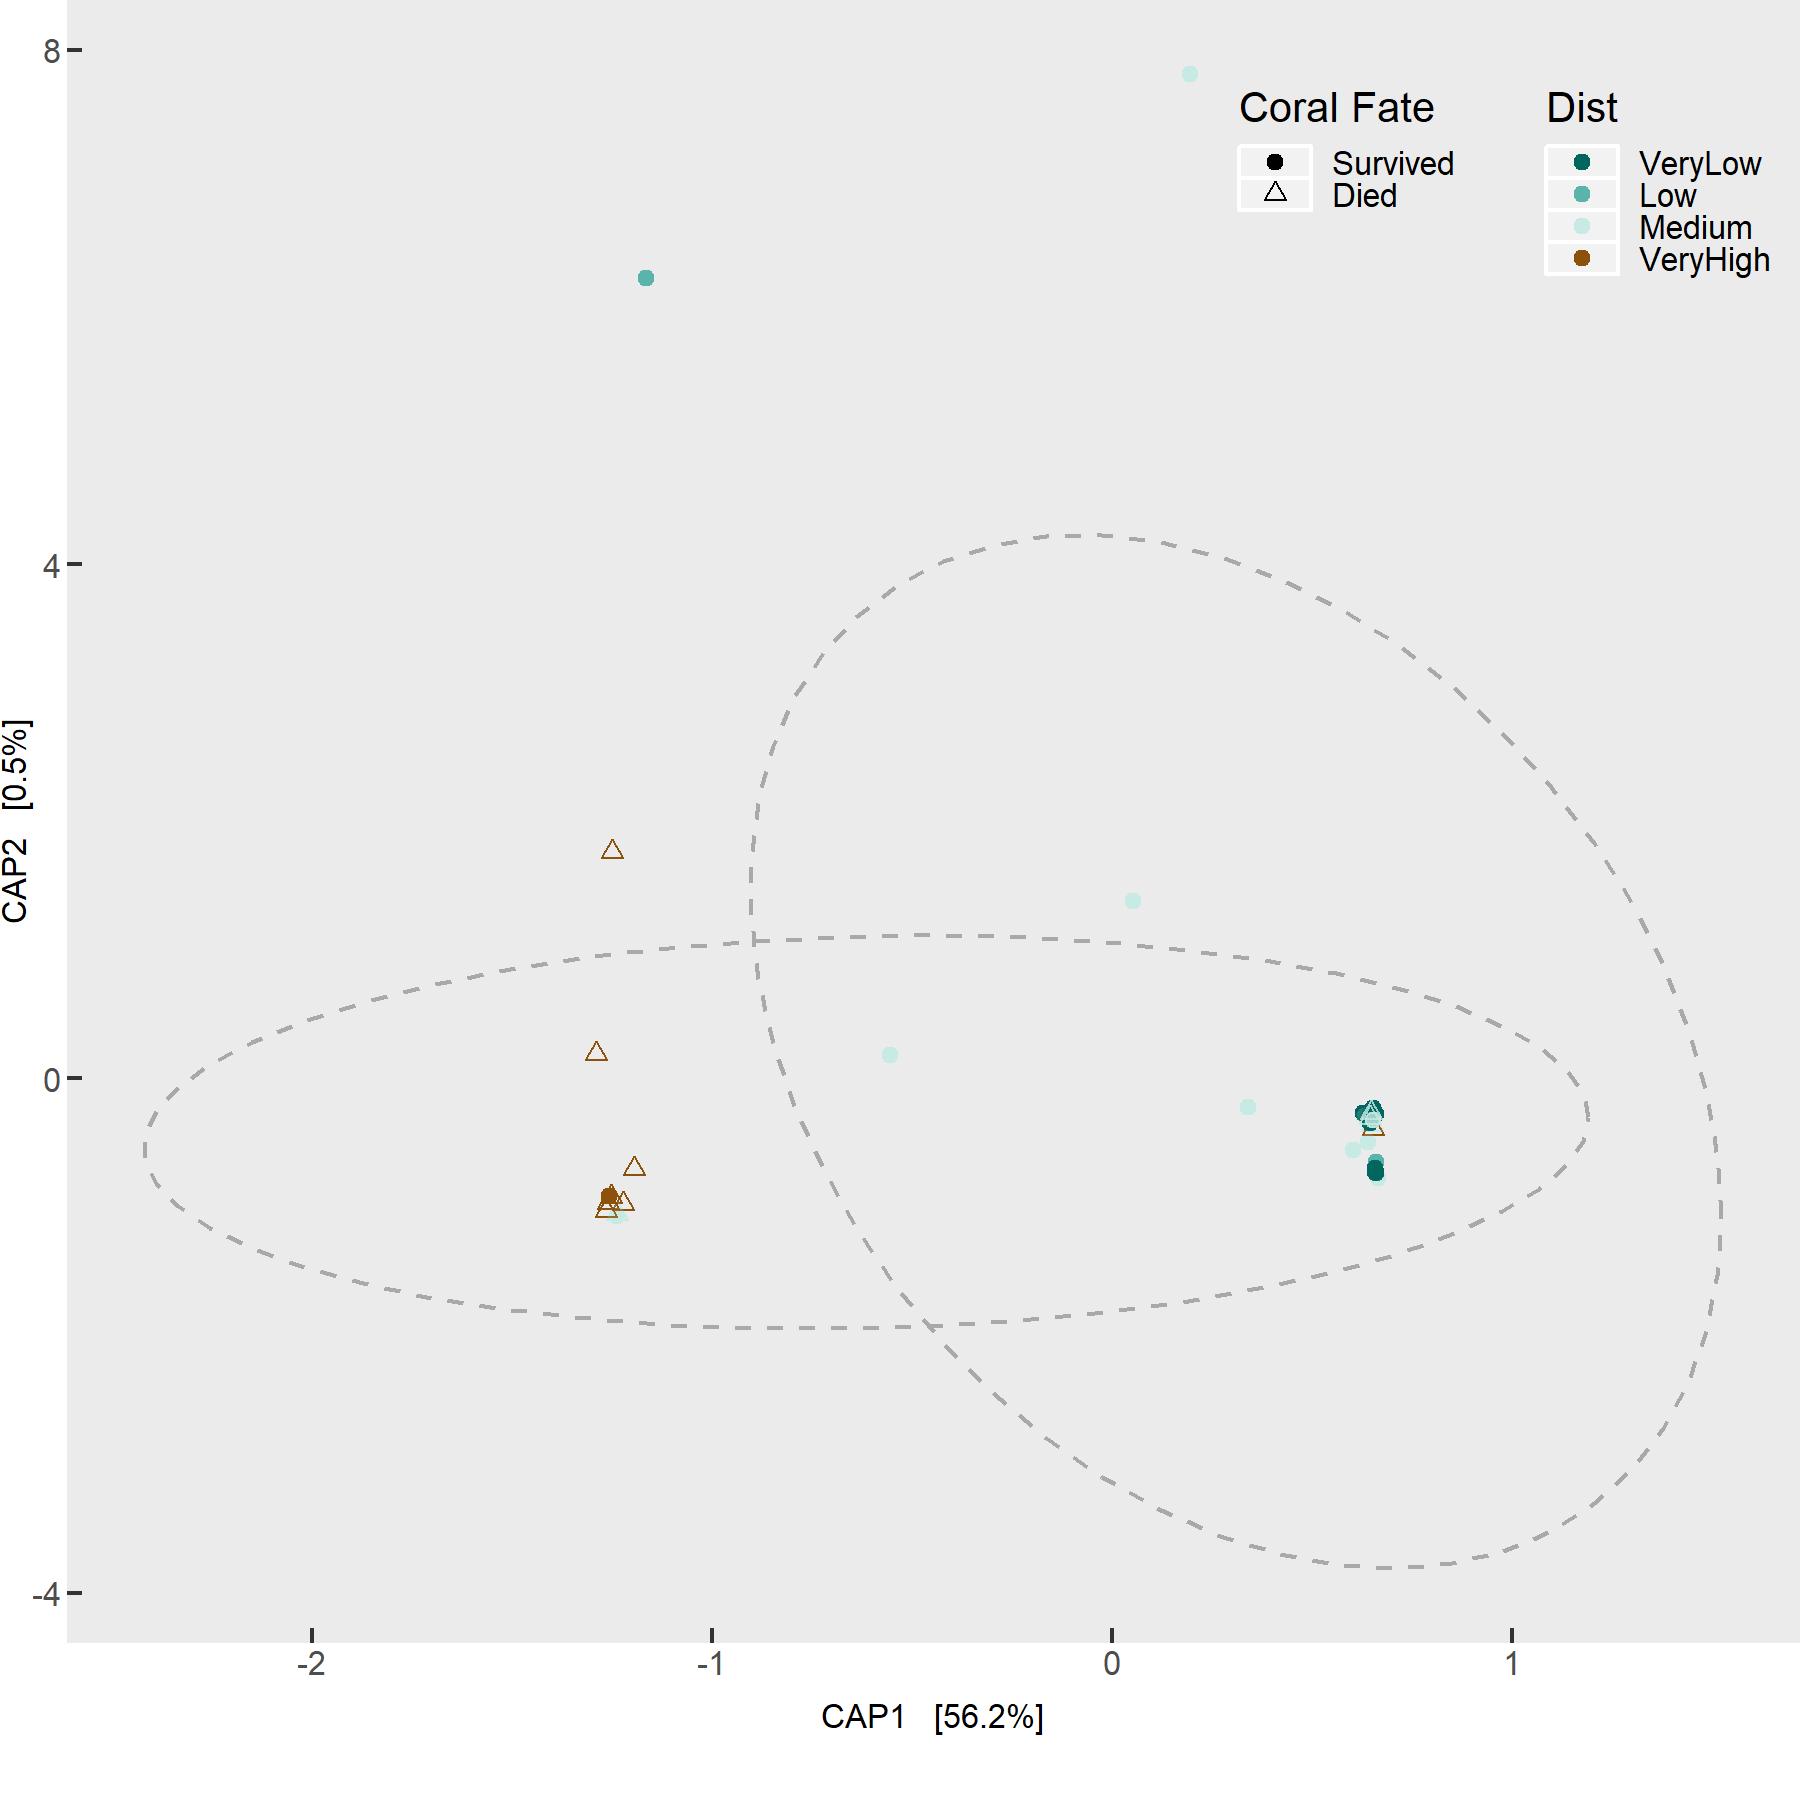 8
4
0
-4
CAP2 [0.5%]
Coral Fate
Survived
Died
Dist
VeryLow
Low
Medium
VeryHigh
-2 -1 0 1
CAP1 [56.2%]